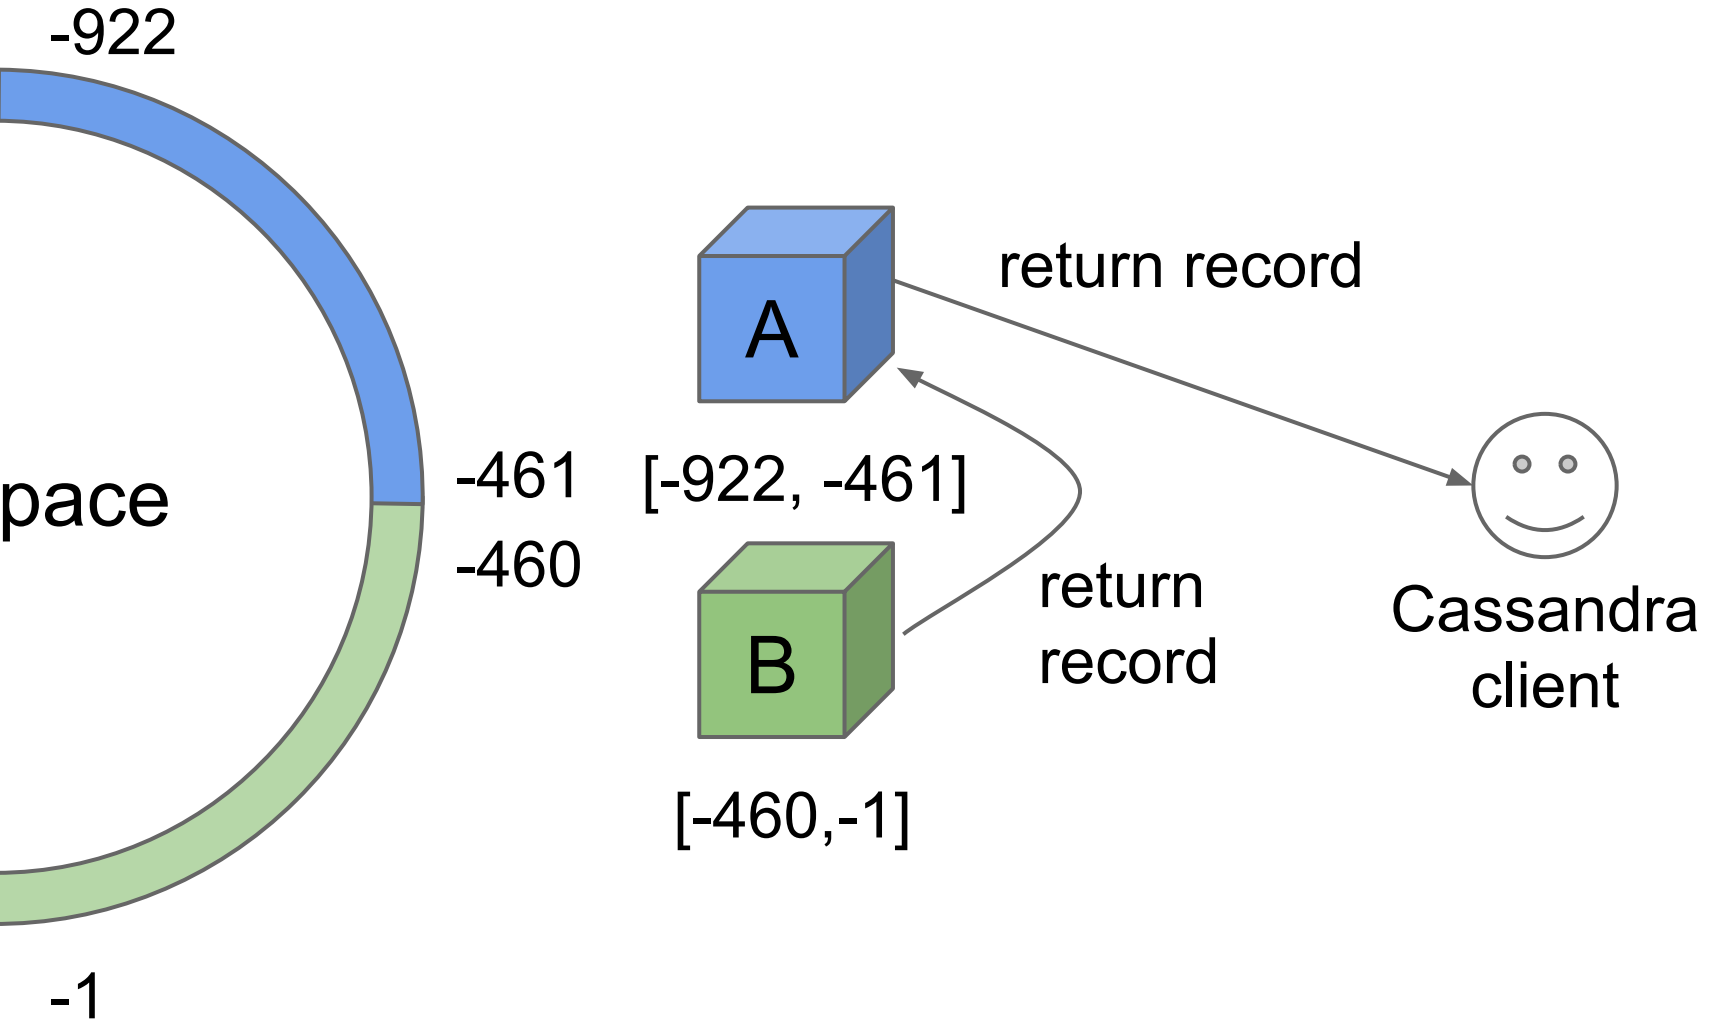 -922
pace
-461
-460
-1
A
[-922, -461]
B
[-460,-1]
return record
return
record
Cassandra
client